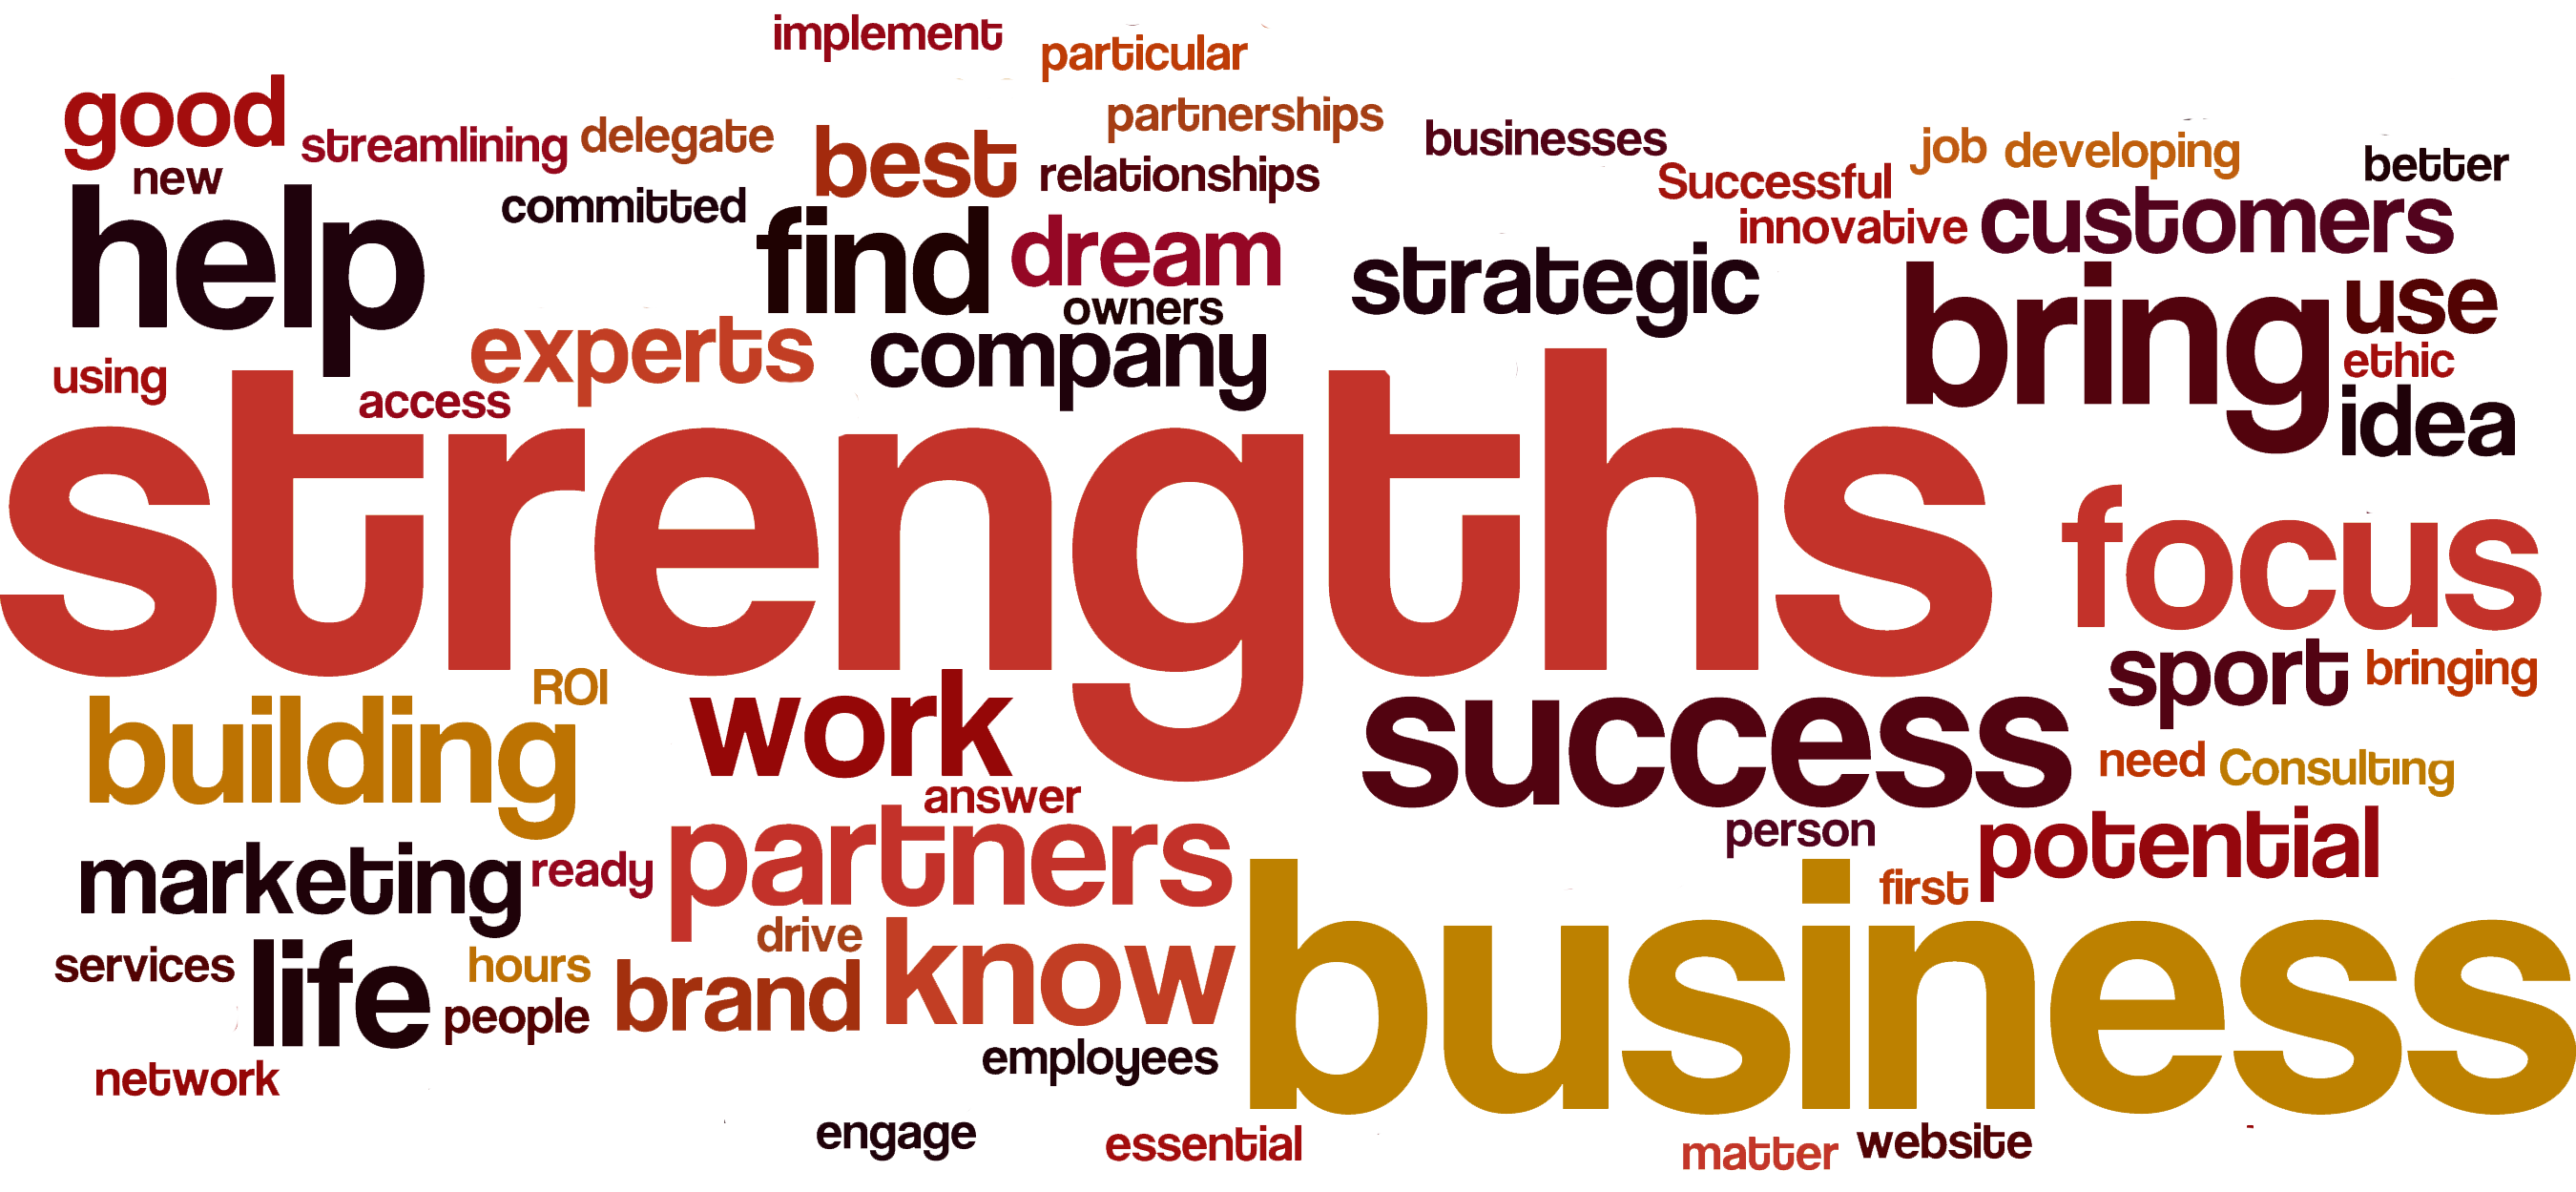 implement
particular
good
streamlining
delegate
best
partnerships
businesses
job
developing
better
new
committed
relationships
Successful
innovative
customers
help
find
dream
owners
strategic
bring
use
ethic
idea
using
access
experts
company
strengths
focus
sport
bringing
building
ROI
work
answer
success
need
Consulting
person
potential
first
marketing
ready
partners
drive
services
life
hours
people
brand
know
business
employees
network
engage
essential
matter
website